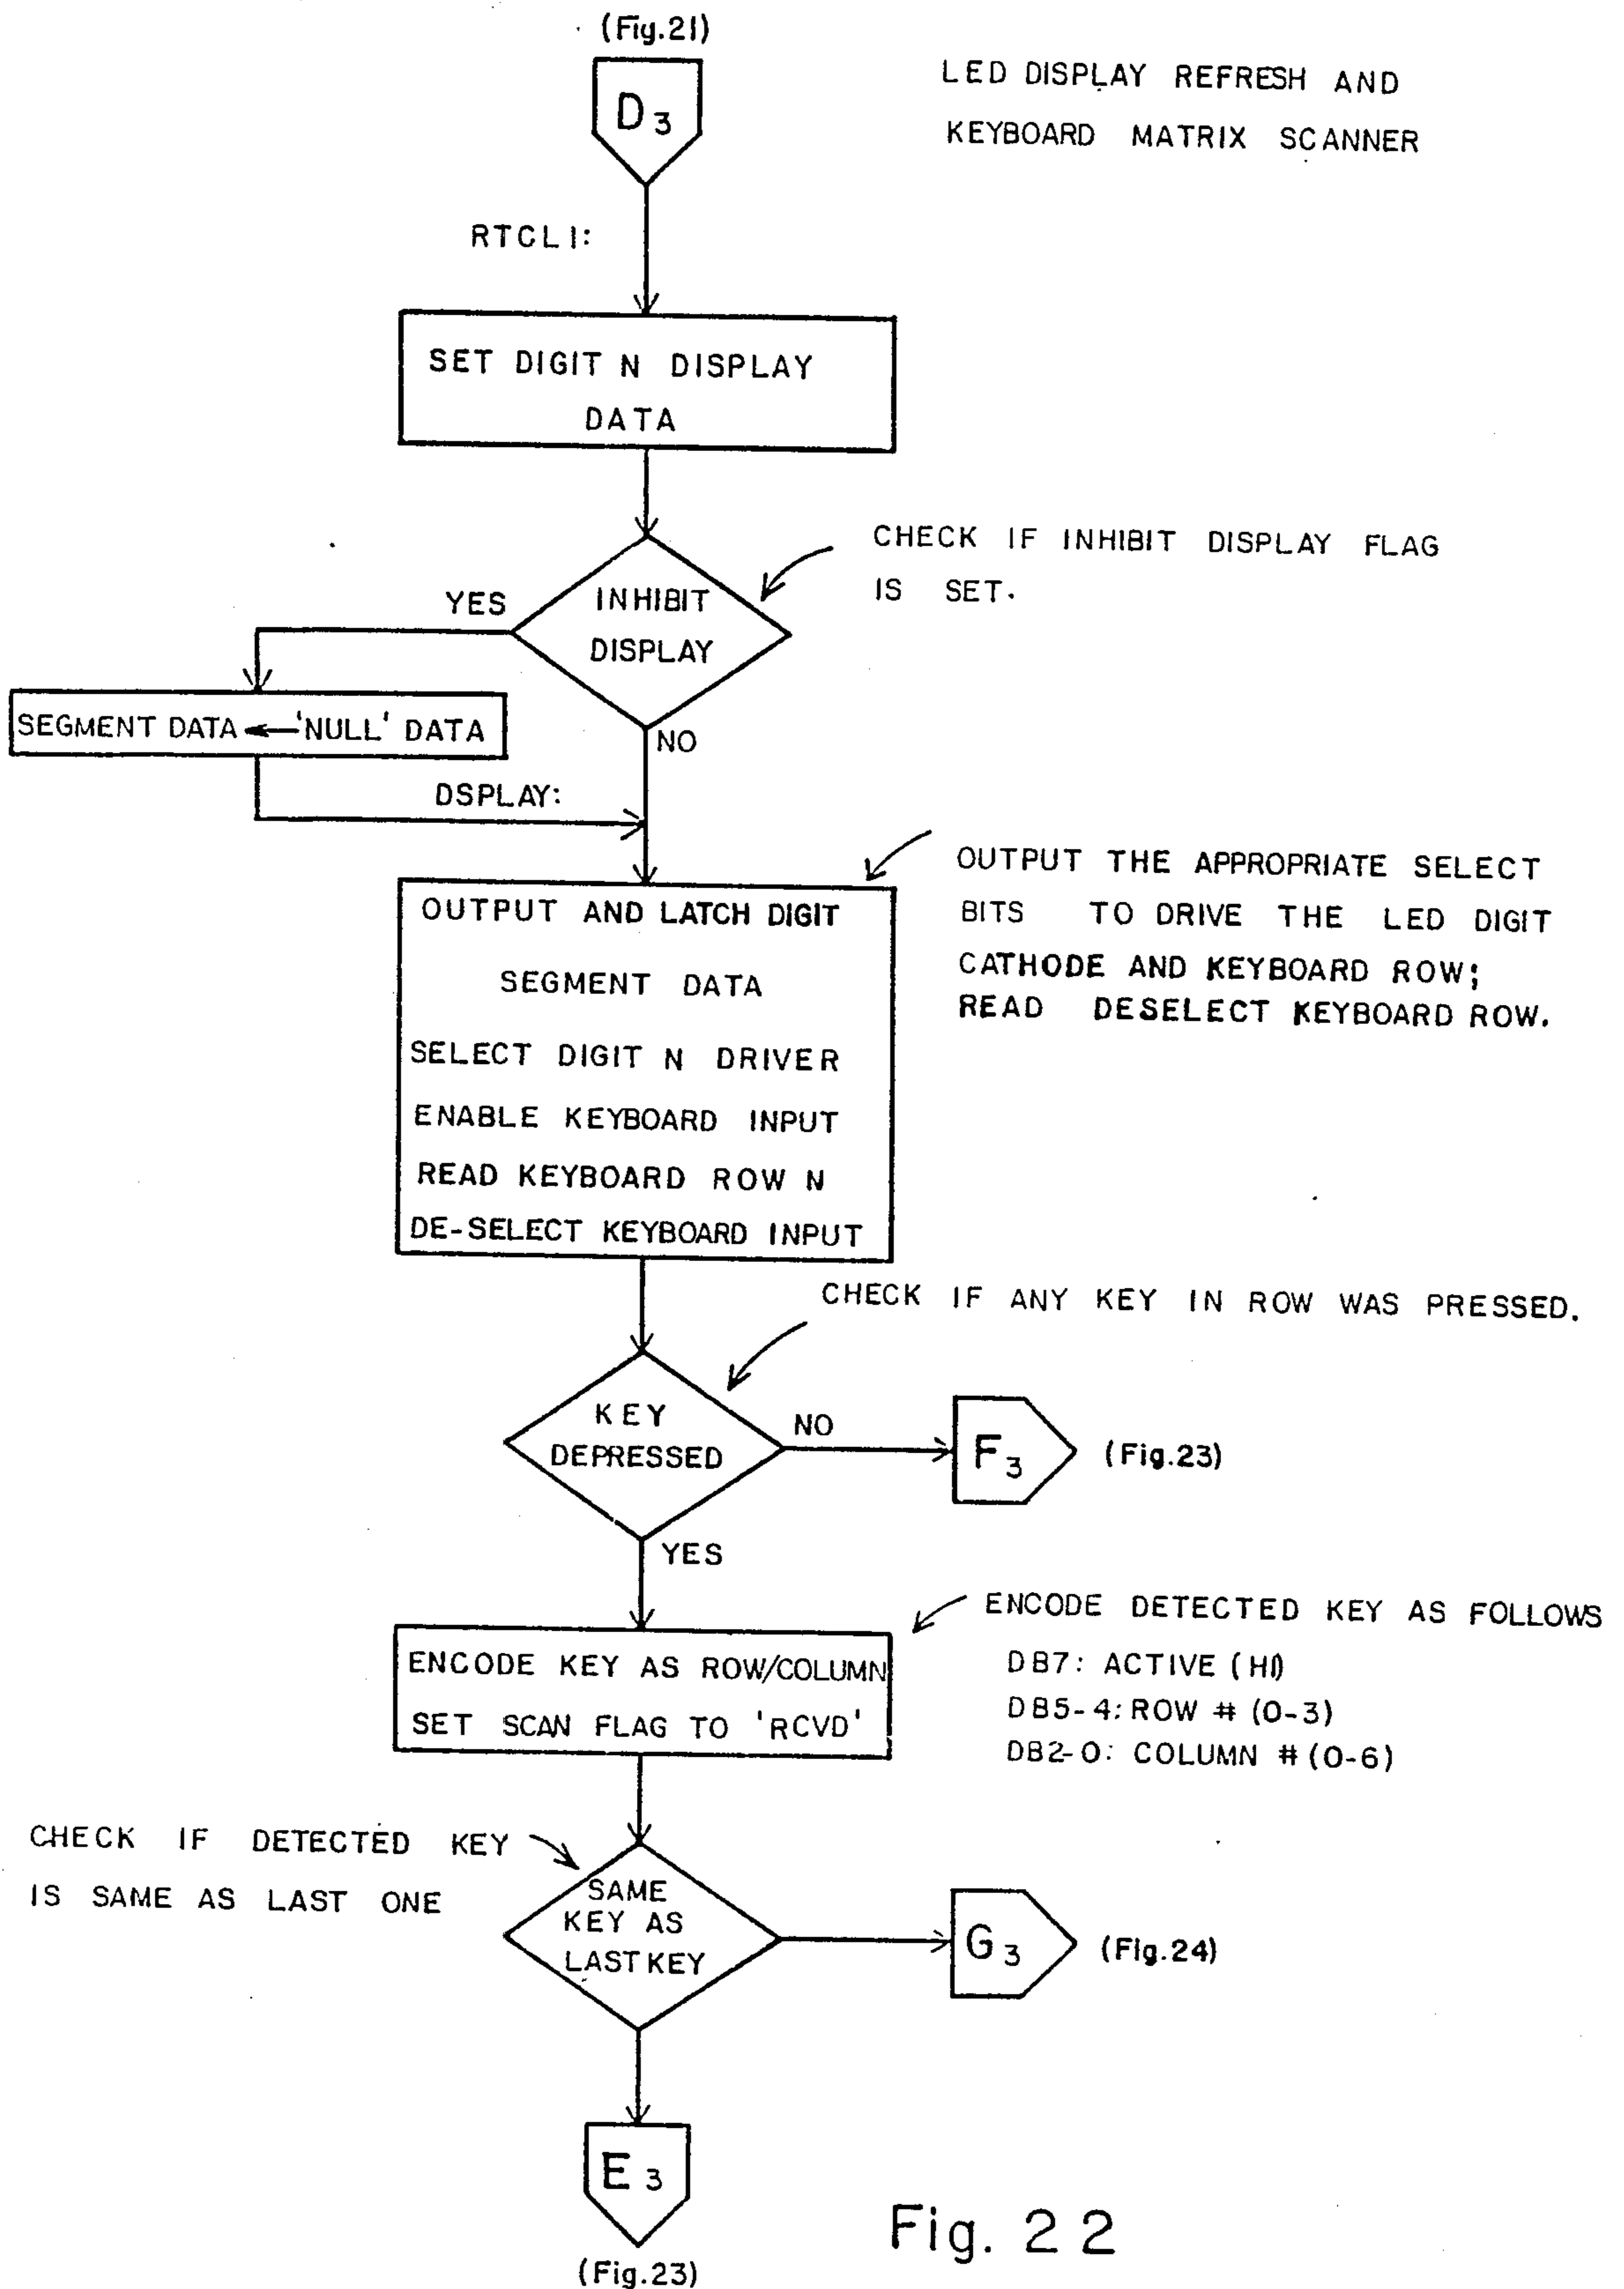 (Fig.21)
D3
LED DISPLAY REFRESH AND
KEYBOARD MATRIX SCANNER
RTCL1:
SET DIGIT N DISPLAY
DATA
CHECK IF INHIBIT DISPLAY FLAG
IS SET.
YES
INHIBIT
DISPLAY
SEGMENT DATA ← 'NULL' DATA
NO
DSPLAY:
OUTPUT THE APPROPRIATE SELECT
BITS TO DRIVE THE LED DIGIT
CATHODE AND KEYBOARD ROW;
READ DESELECT KEYBOARD ROW.
OUTPUT AND LATCH DIGIT
SEGMENT DATA
SELECT DIGIT N DRIVER
ENABLE KEYBOARD INPUT
READ KEYBOARD ROW N
DE-SELECT KEYBOARD INPUT
CHECK IF ANY KEY IN ROW WAS PRESSED.
KEY
DEPRESSED
NO
F3
(Fig.23)
YES
ENCODE DETECTED KEY AS FOLLOWS
DB7: ACTIVE (HI)
DB5-4: ROW # (0-3)
DB2-0: COLUMN # (0-6)
ENCODE KEY AS ROW/COLUMN
SET SCAN FLAG TO 'RCVD'
CHECK IF DETECTED KEY
IS SAME AS LAST ONE
SAME
KEY AS
LAST KEY
G3
(Fig.24)
E3
(Fig.23)
Fig. 22